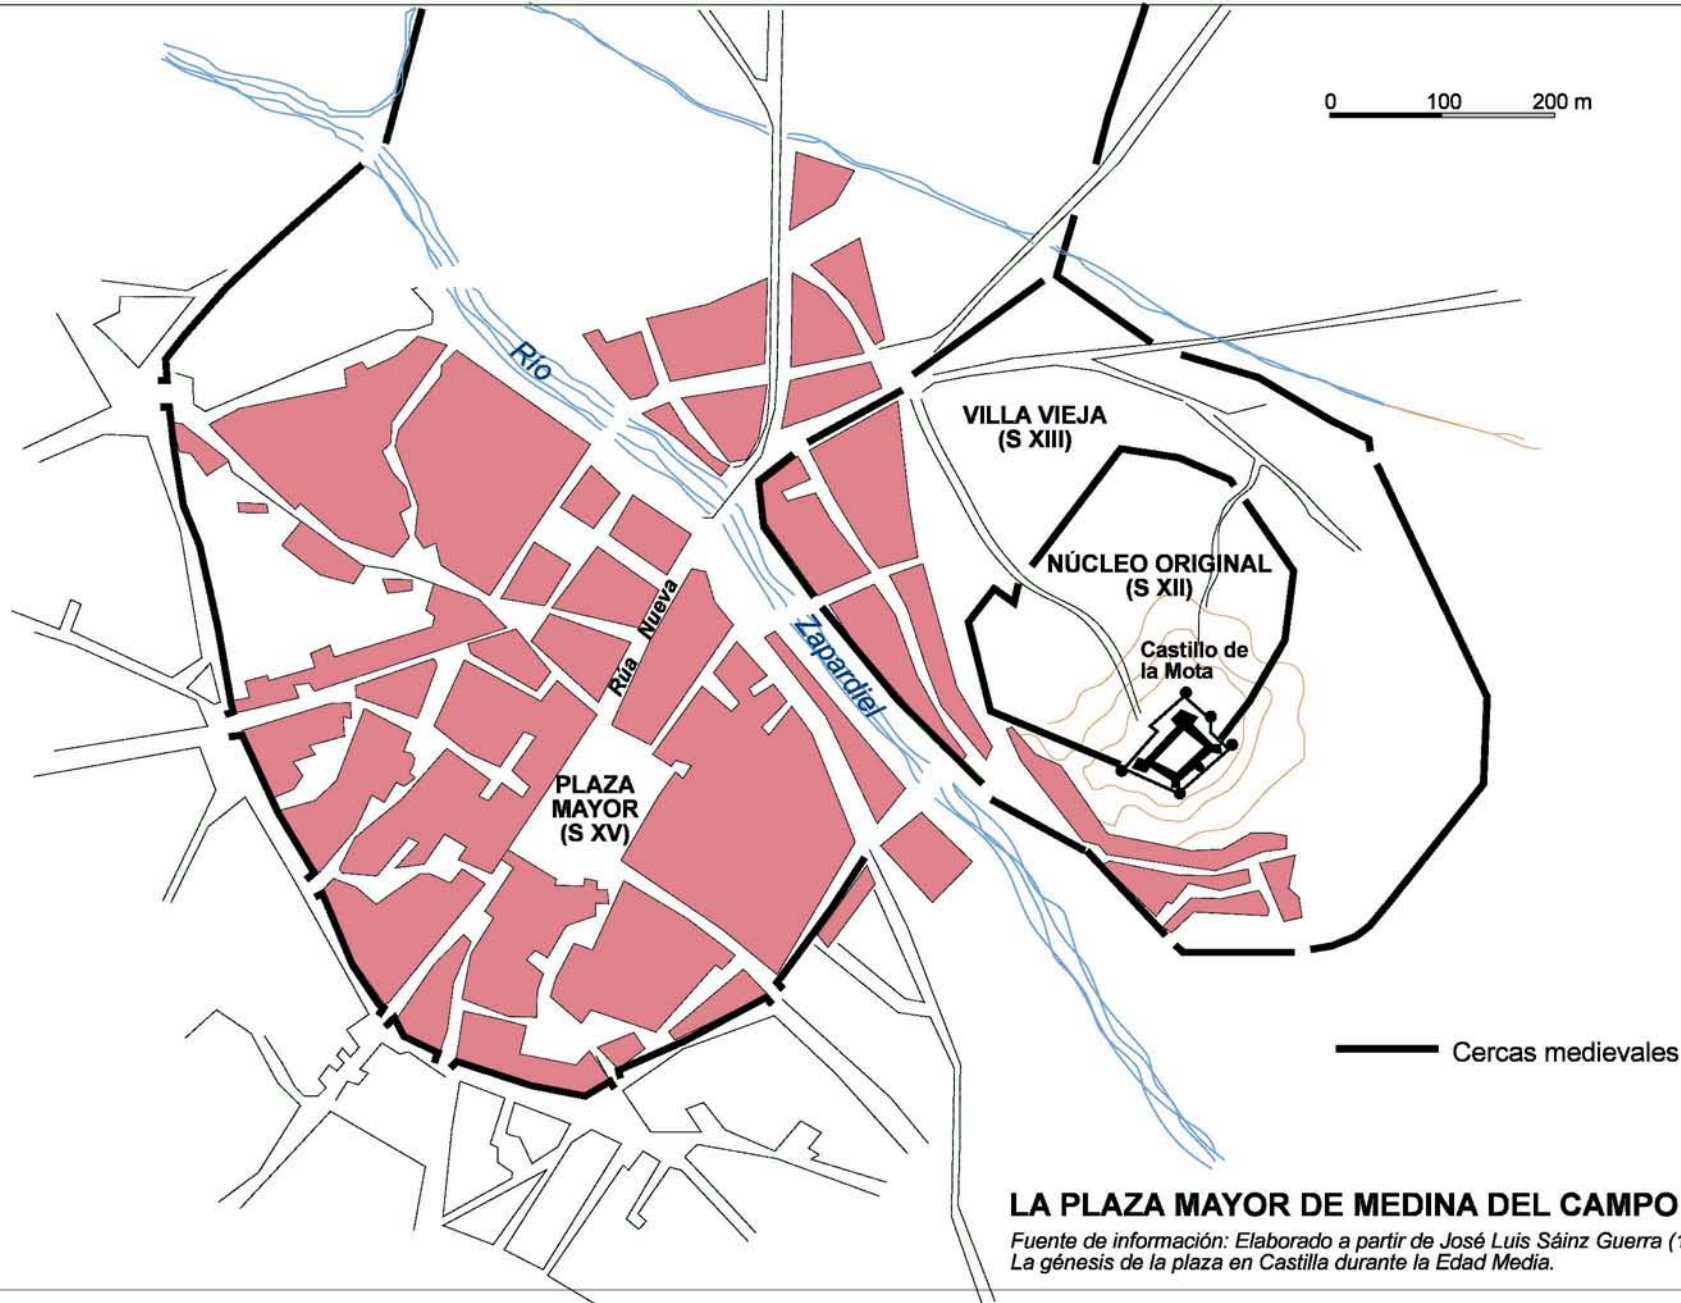 0 100 200 m
Río
VILLA VIEJA
(S XIII)
NÚCLEO ORIGINAL
(S XII)
Rúa Nueva
Zapardiel
Castillo de
la Mota
PLAZA
MAYOR
(S XV)
Cercas medievales
LA PLAZA MAYOR DE MEDINA DEL CAMPO
Fuente de información: Elaborado a partir de José Luis Sáinz Guerra (1
La génesis de la plaza en Castilla durante la Edad Media.